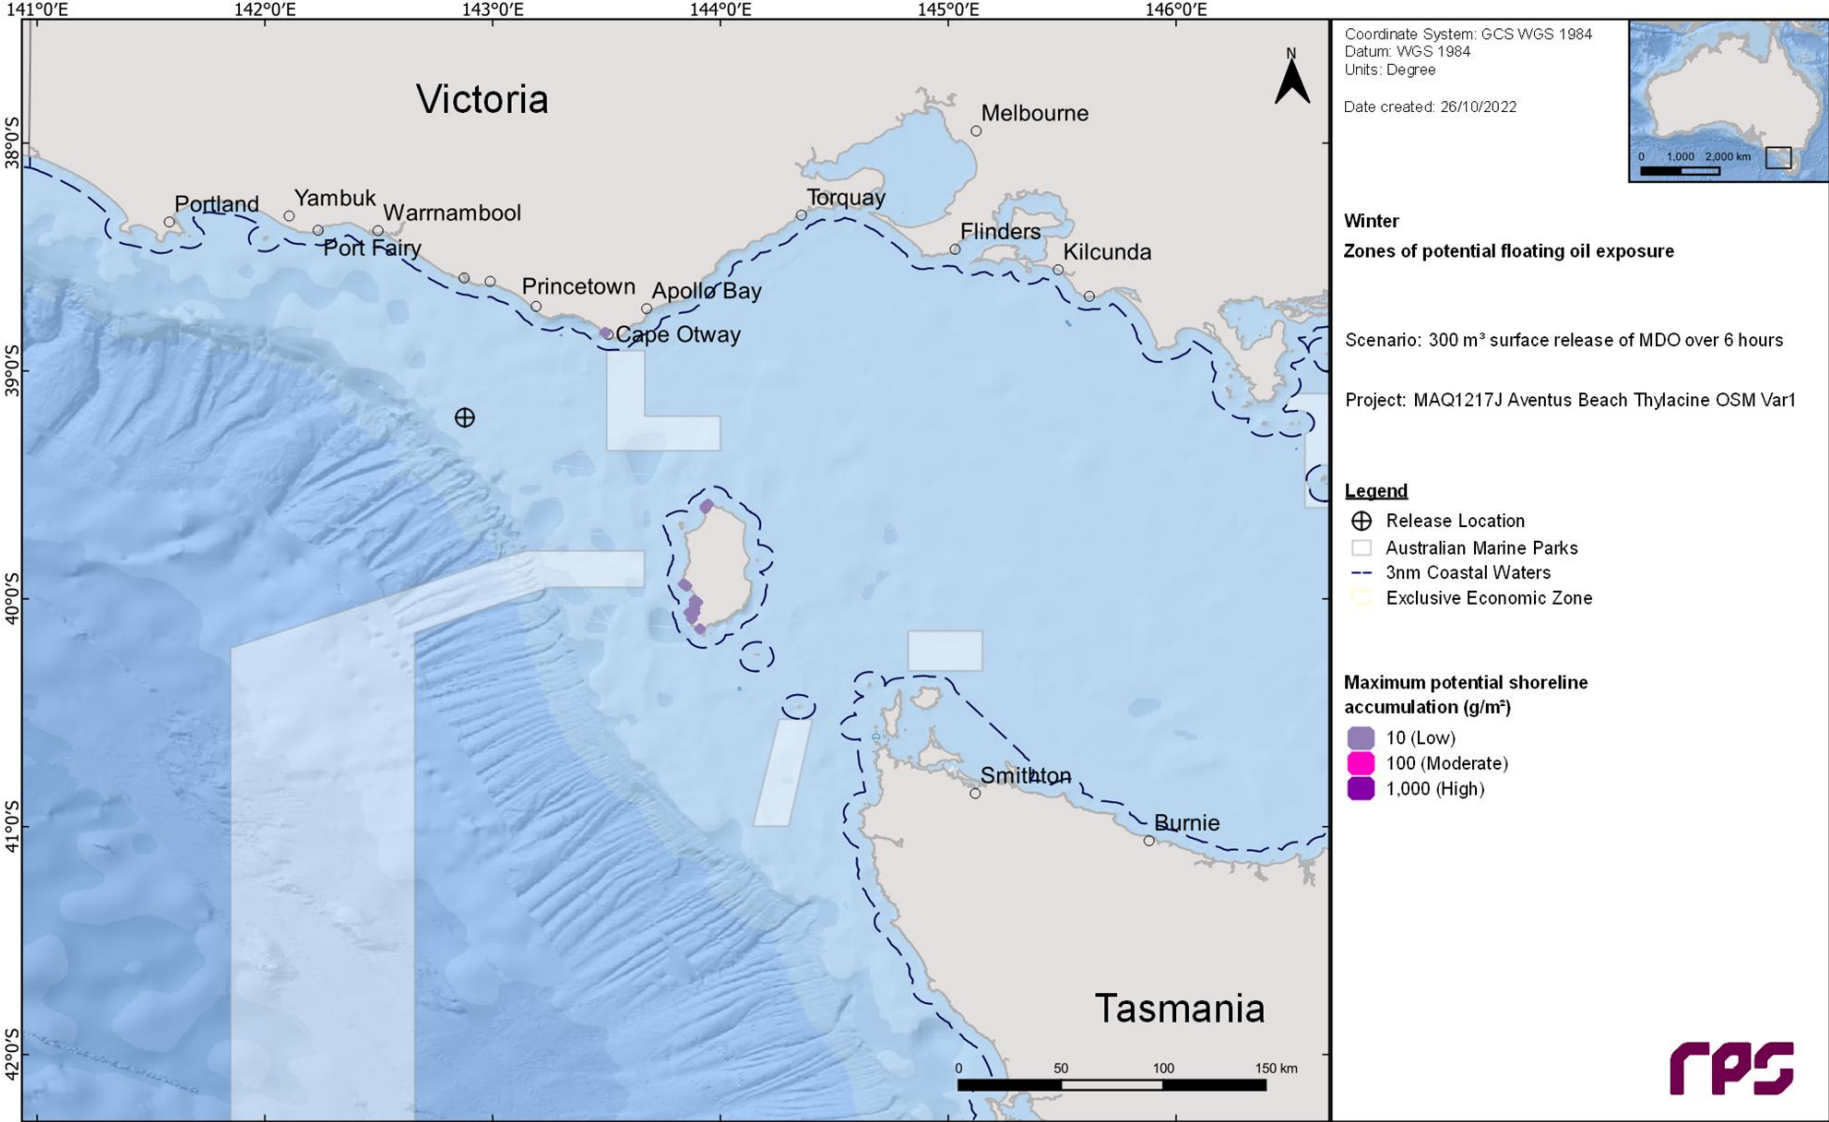 141°0'E
142°0'E
143°0'E
144°0'E
145°0'E
146°0'E
38°0'S
39°0'S
40°0'S
41°0'S
42°0'S
N
Victoria
Melbourne
Portland
Yambuk
Warrnambool
Port Fairy
Torquay
Flinders
Kilcunda
Princetown
Apollo Bay
Cape Otway
Smithton
Burnie
Tasmania
0 50 100 150 km
Coordinate System: GCS WGS 1984
Datum: WGS 1984
Units: Degree
Date created: 26/10/2022
0 1,000 2,000 km
Winter
Zones of potential floating oil exposure
Scenario: 300 m³ surface release of MDO over 6 hours
Project: MAQ1217J Aventus Beach Thylacine OSM Var1
Legend
Release Location
Australian Marine Parks
3nm Coastal Waters
Exclusive Economic Zone
Maximum potential shoreline
accumulation (g/m²)
10 (Low)
100 (Moderate)
1,000 (High)
rps